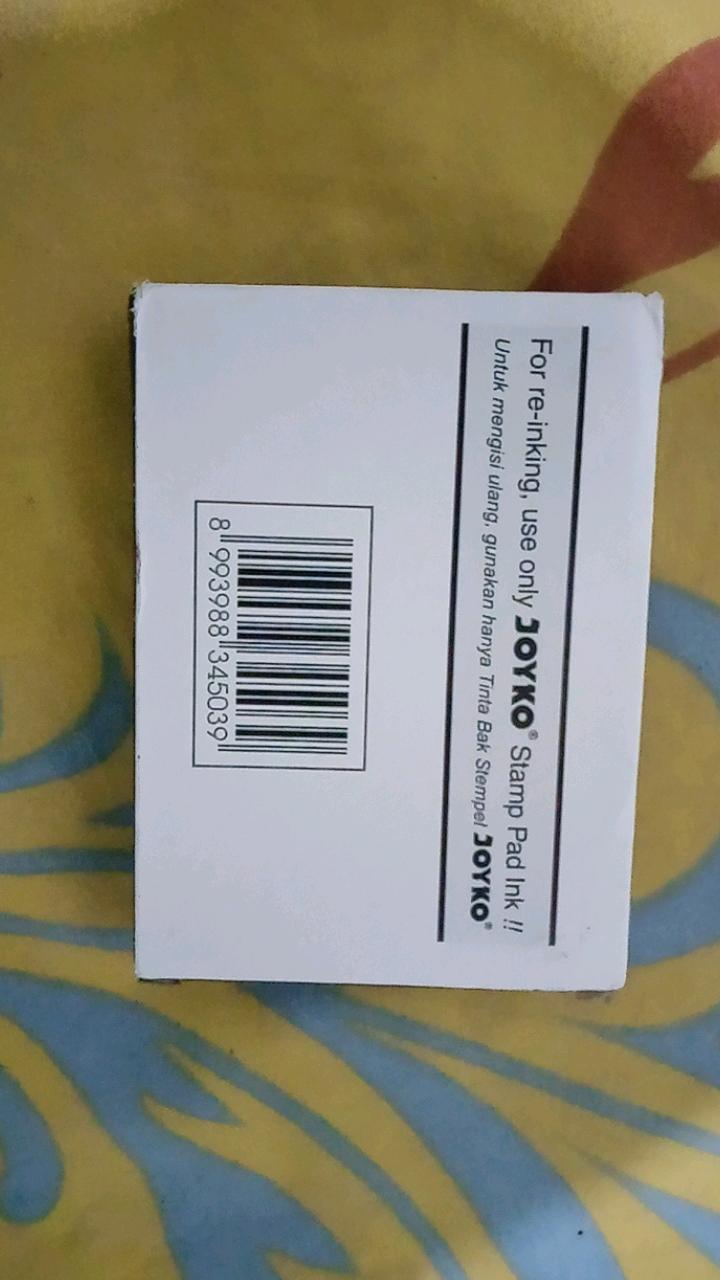 For re-inking, use only JOYKO® Stamp Pad Ink !!
Untuk mengisi ulang, gunakan hanya Tinta Bak Stempel JOYKO®
8 993988 345039